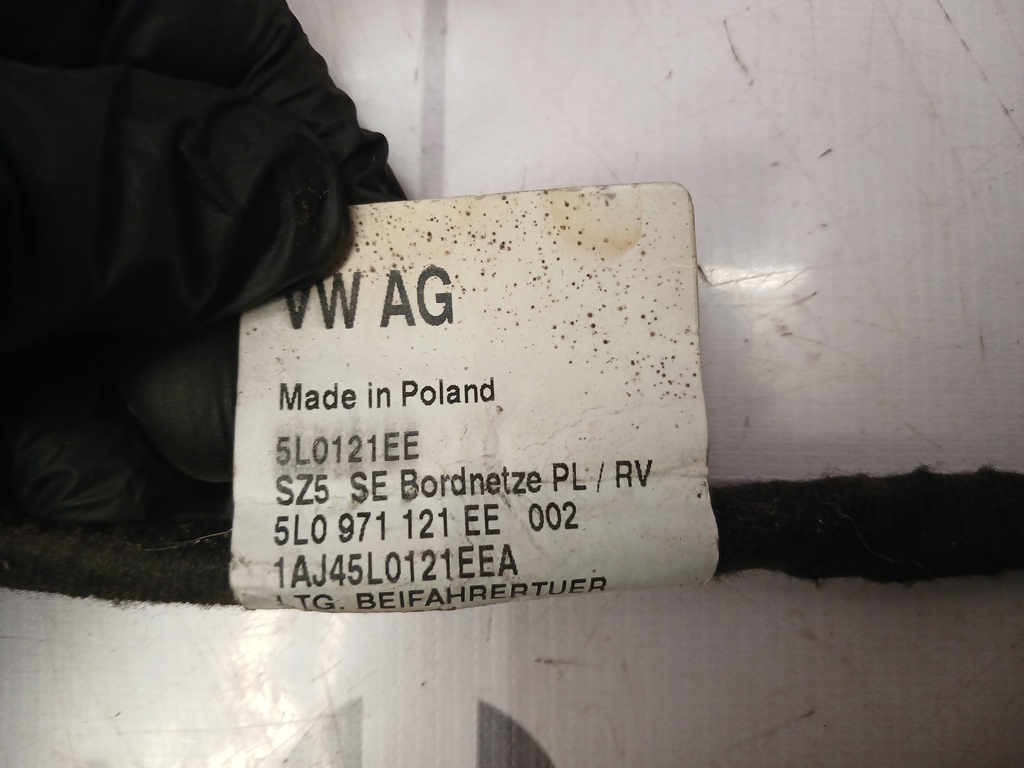 VW AG
Made in Poland
5L0121EE
SZ5 SE Bordnetze PL / RV
5L0 971 121 EE 002
1AJ45L0121EEA
LTG. BEIFAHRERTUER